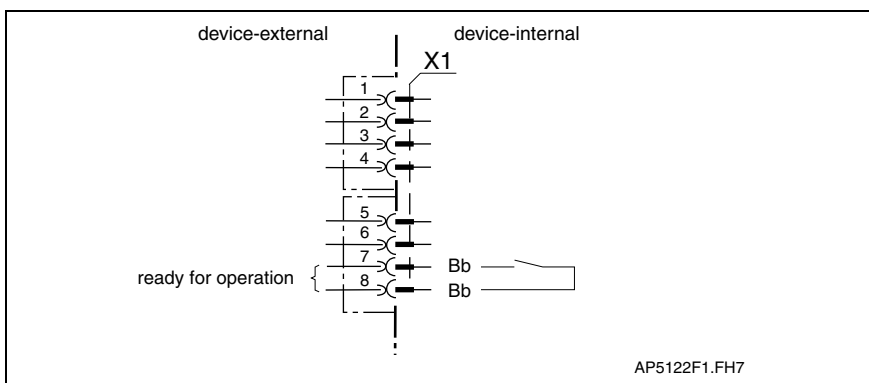 device-external device-internal
X1
1
2
3
4
5
6
7 Bb
ready for operation
8 Bb
AP5122F1.FH7